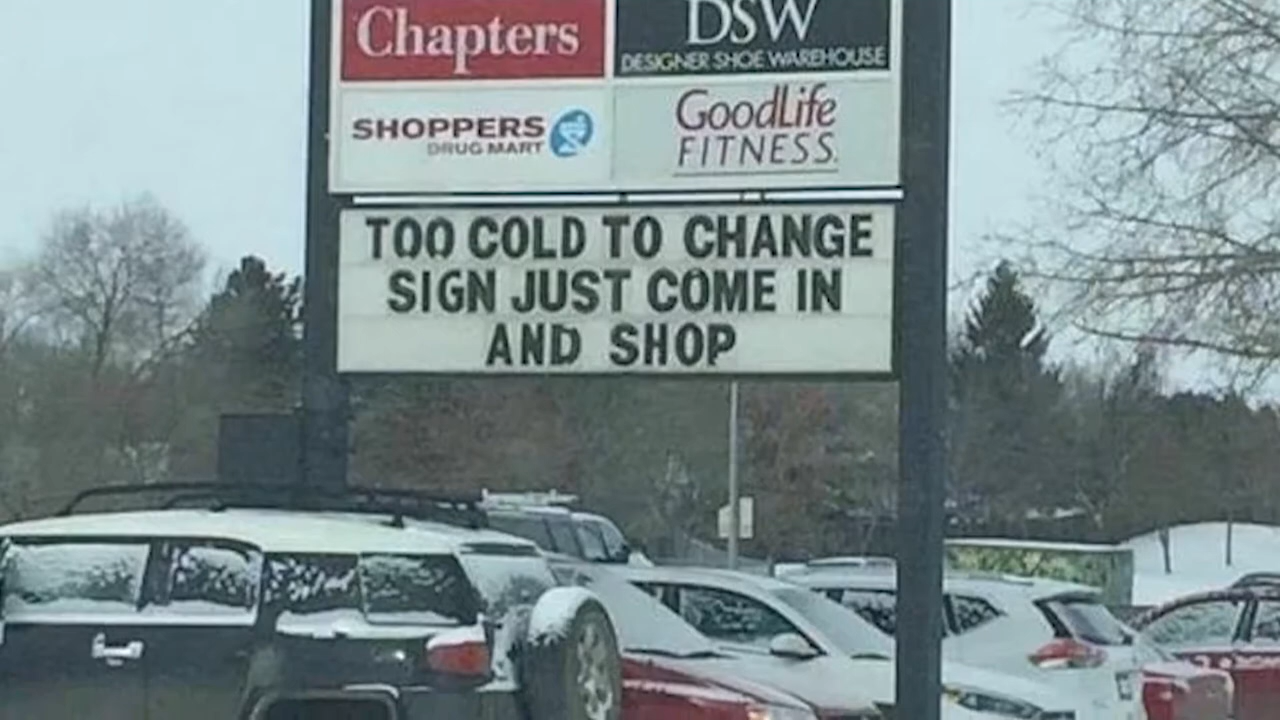 Chapters
DSW
DESIGNER SHOE WAREHOUSE
SHOPPERS
DRUG MART
GoodLife
FITNESS.
TOO COLD TO CHANGE
SIGN JUST COME IN
AND SHOP